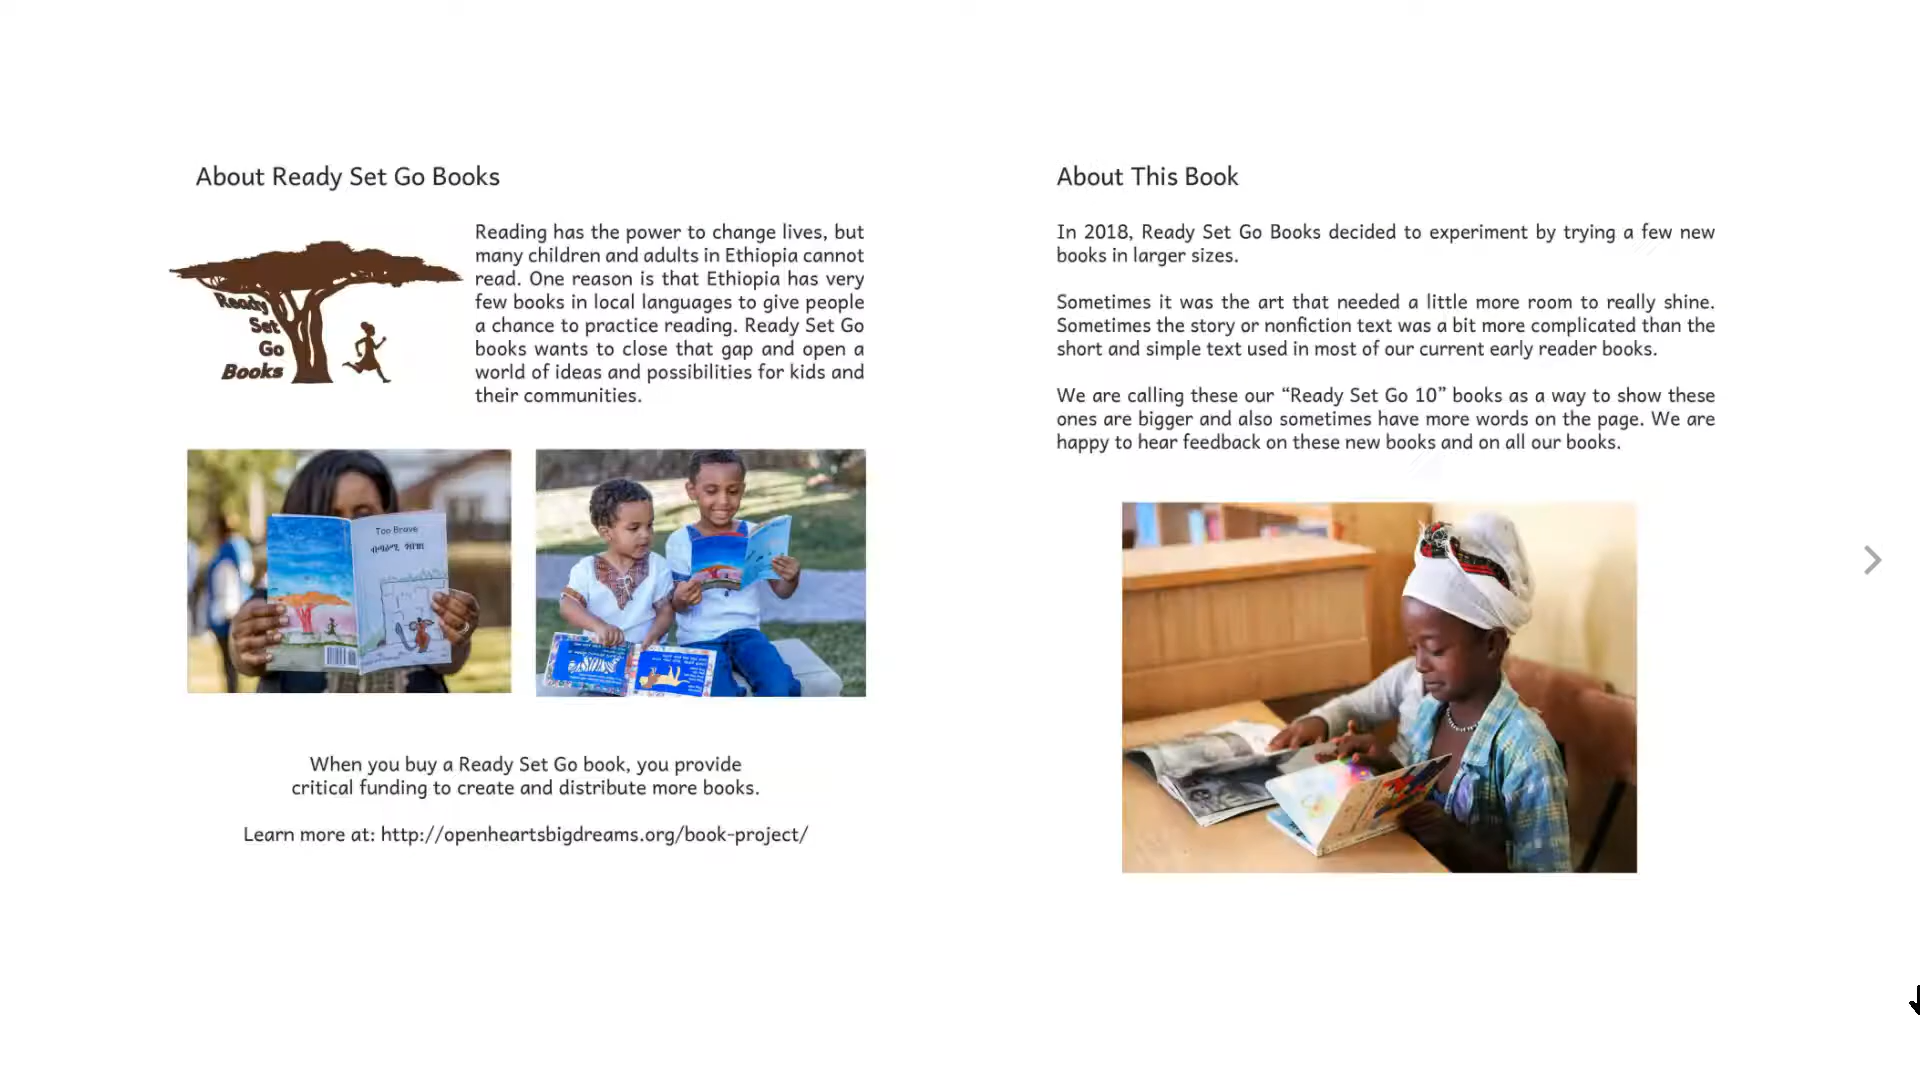 About Ready Set Go Books
Ready
Set
Go
Books
Reading has the power to change lives, but
many children and adults in Ethiopia cannot
read. One reason is that Ethiopia has very
few books in local languages to give people
a chance to practice reading. Ready Set Go
books wants to close that gap and open a
world of ideas and possibilities for kids and
their communities.
Too Brave
When you buy a Ready Set Go book, you provide
critical funding to create and distribute more books.
Learn more at: http://openheartsbigdreams.org/book-project/
About This Book
In 2018, Ready Set Go Books decided to experiment by trying a few new
books in larger sizes.
Sometimes it was the art that needed a little more room to really shine.
Sometimes the story or nonfiction text was a bit more complicated than the
short and simple text used in most of our current early reader books.
We are calling these our “Ready Set Go 10” books as a way to show these
ones are bigger and also sometimes have more words on the page. We are
happy to hear feedback on these new books and on all our books.